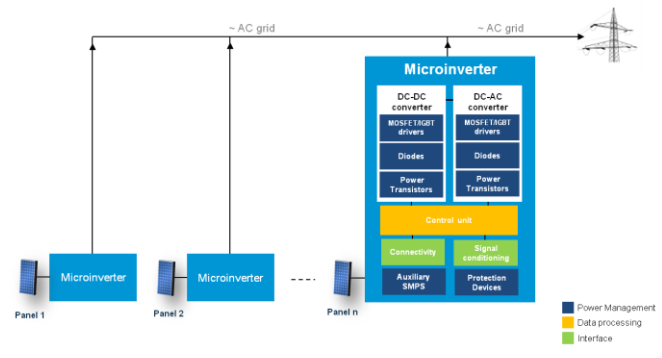 ~ AC grid
~ AC grid
Microinverter
DC-DC
converter
DC-AC
converter
MOSFET/IGBT
drivers
MOSFET/IGBT
drivers
Diodes
Diodes
Power
Transistors
Power
Transistors
Control unit
Connectivity
Signal
conditioning
Auxiliary
SMPS
Protection
Devices
Microinverter
Microinverter
Panel 1
Panel 2
Panel n
Power Management
Data processing
Interface